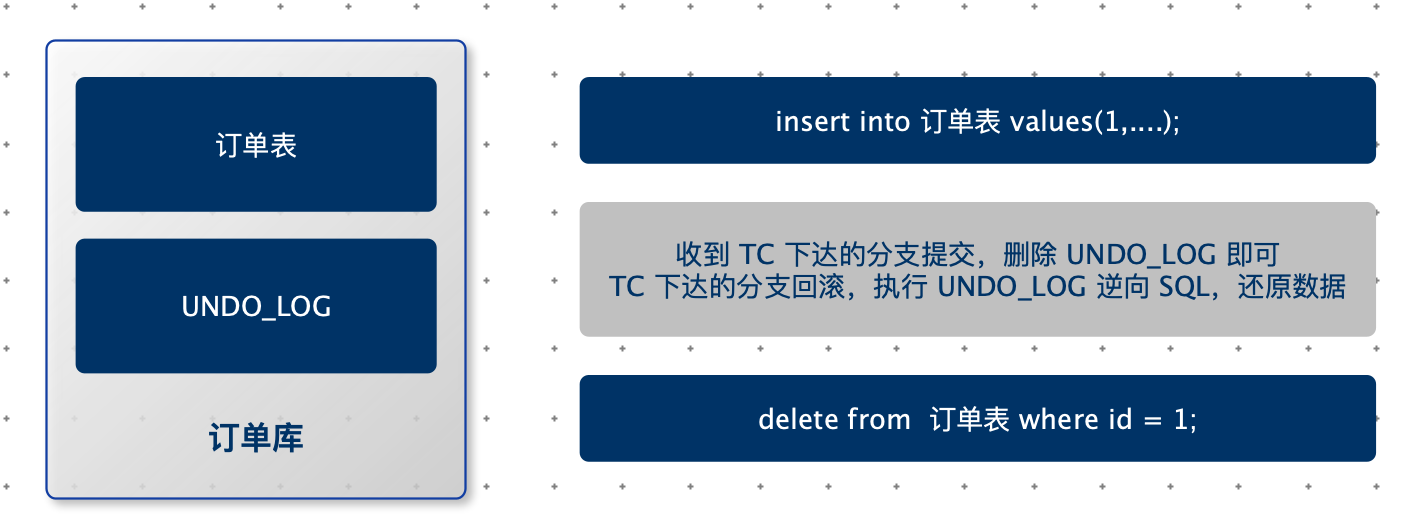 订单表
UNDO_LOG
订单库
insert into 订单表 values(1,....);
收到 TC 下达的分支提交，删除 UNDO_LOG 即可
TC 下达的分支回滚，执行 UNDO_LOG 逆向 SQL，还原数据
delete from  订单表 where id = 1;